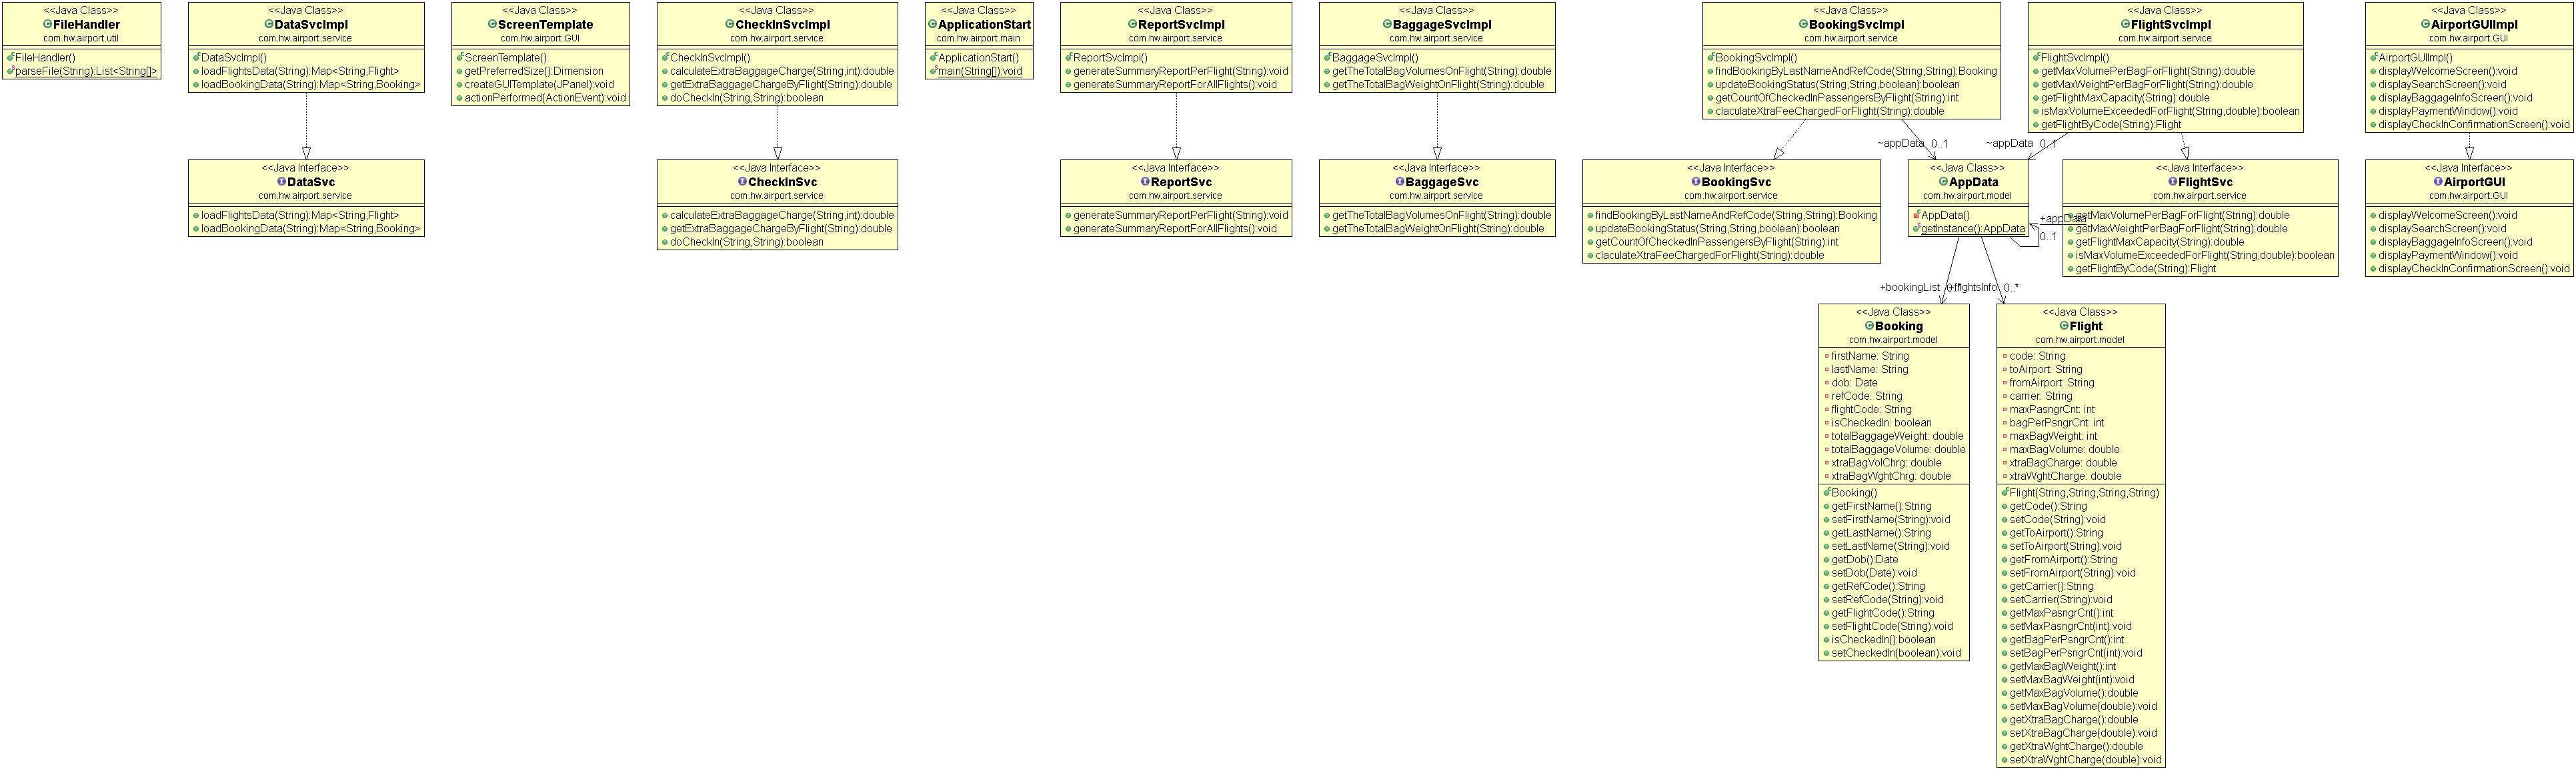 <<Java Class>>
FileHandler
com.hw.airport.util
FileHandler()
parseFile(String):List<String[]>
<<Java Class>>
DataSvcImpl
com.hw.airport.service
DataSvcImpl()
loadFlightsData(String):Map<String,Flight>
loadBookingData(String):Map<String,Booking>
<<Java Class>>
ScreenTemplate
com.hw.airport.GUI
ScreenTemplate()
getPreferredSize():Dimension
createGUITemplate(JPanel):void
actionPerformed(ActionEvent):void
<<Java Class>>
CheckInSvcImpl
com.hw.airport.service
CheckInSvcImpl()
calculateExtraBaggageCharge(String,int):double
getExtraBaggageChargeByFlight(String):double
doCheckIn(String,String):boolean
<<Java Class>>
ApplicationStart
com.hw.airport.main
ApplicationStart()
main(String[]):void
<<Java Class>>
ReportSvcImpl
com.hw.airport.service
ReportSvcImpl()
generateSummaryReportPerFlight(String):void
generateSummaryReportForAllFlights():void
<<Java Class>>
BaggageSvcImpl
com.hw.airport.service
BaggageSvcImpl()
getTheTotalBagVolumesOnFlight(String):double
getTheTotalBagWeightOnFlight(String):double
<<Java Class>>
BookingSvcImpl
com.hw.airport.service
BookingSvcImpl()
findBookingByLastNameAndRefCode(String,String):Booking
updateBookingStatus(String,String,boolean):boolean
getCountOfCheckedInPassengersByFlight(String):int
claculateXtraFeeChargedForFlight(String):double
<<Java Class>>
FlightSvcImpl
com.hw.airport.service
FlightSvcImpl()
getMaxVolumePerBagForFlight(String):double
getMaxWeightPerBagForFlight(String):double
getFlightMaxCapacity(String):double
isMaxVolumeExceededForFlight(String,double):boolean
getFlightByCode(String):Flight
<<Java Class>>
AirportGUIImpl
com.hw.airport.GUI
AirportGUIImpl()
displayWelcomeScreen():void
displaySearchScreen():void
displayBaggageInfoScreen():void
displayPaymentWindow():void
displayCheckInConfirmationScreen():void
~appData 0..1
~appData 0..1
<<Java Interface>>
DataSvc
com.hw.airport.service
loadFlightsData(String):Map<String,Flight>
loadBookingData(String):Map<String,Booking>
<<Java Interface>>
CheckInSvc
com.hw.airport.service
calculateExtraBaggageCharge(String,int):double
getExtraBaggageChargeByFlight(String):double
doCheckIn(String,String):boolean
<<Java Interface>>
ReportSvc
com.hw.airport.service
generateSummaryReportPerFlight(String):void
generateSummaryReportForAllFlights():void
<<Java Interface>>
BaggageSvc
com.hw.airport.service
getTheTotalBagVolumesOnFlight(String):double
getTheTotalBagWeightOnFlight(String):double
<<Java Interface>>
BookingSvc
com.hw.airport.service
findBookingByLastNameAndRefCode(String,String):Booking
updateBookingStatus(String,String,boolean):boolean
getCountOfCheckedInPassengersByFlight(String):int
claculateXtraFeeChargedForFlight(String):double
<<Java Class>>
AppData
com.hw.airport.model
AppData()
getInstance():AppData
+appData
0..1
<<Java Interface>>
FlightSvc
com.hw.airport.service
getMaxVolumePerBagForFlight(String):double
getMaxWeightPerBagForFlight(String):double
getFlightMaxCapacity(String):double
isMaxVolumeExceededForFlight(String,double):boolean
getFlightByCode(String):Flight
<<Java Interface>>
AirportGUI
com.hw.airport.GUI
displayWelcomeScreen():void
displaySearchScreen():void
displayBaggageInfoScreen():void
displayPaymentWindow():void
displayCheckInConfirmationScreen():void
+bookingList 0..*
+flightsInfo 0..*
<<Java Class>>
Booking
com.hw.airport.model
firstName: String
lastName: String
dob: Date
refCode: String
flightCode: String
isCheckedIn: boolean
totalBaggageWeight: double
totalBaggageVolume: double
xtraBagVolChrg: double
xtraBagWghtChrg: double
Booking()
getFirstName():String
setFirstName(String):void
getLastName():String
setLastName(String):void
getDob():Date
setDob(Date):void
getRefCode():String
setRefCode(String):void
getFlightCode():String
setFlightCode(String):void
isCheckedIn():boolean
setCheckedIn(boolean):void
<<Java Class>>
Flight
com.hw.airport.model
code: String
toAirport: String
fromAirport: String
carrier: String
maxPasngrCnt: int
bagPerPsngrCnt: int
maxBagWeight: int
maxBagVolume: double
xtraBagCharge: double
xtraWghtCharge: double
Flight(String,String,String,String)
getCode():String
setCode(String):void
getToAirport():String
setToAirport(String):void
getFromAirport():String
setFromAirport(String):void
getCarrier():String
setCarrier(String):void
getMaxPasngrCnt():int
setMaxPasngrCnt(int):void
getBagPerPsngrCnt():int
setBagPerPsngrCnt(int):void
getMaxBagWeight():int
setMaxBagWeight(int):void
getMaxBagVolume():double
setMaxBagVolume(double):void
getXtraBagCharge():double
setXtraBagCharge(double):void
getXtraWghtCharge():double
setXtraWghtCharge(double):void